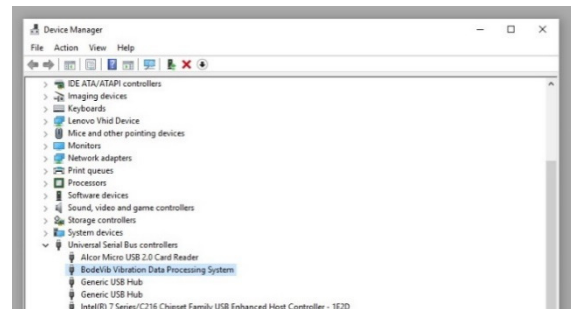 Device Manager
File Action View Help
IDE ATA/ATAPI controllers
Imaging devices
Keyboards
Lenovo Vhid Device
Mice and other pointing devices
Monitors
Network adapters
Print queues
Processors
Software devices
Sound, video and game controllers
Storage controllers
System devices
Universal Serial Bus controllers
Alcor Micro USB 2.0 Card Reader
BodeVib Vibration Data Processing System
Generic USB Hub
Generic USB Hub
Intel(R) 7 Series/C216 Chipset Family USB Enhanced Host Controller - 1E2D